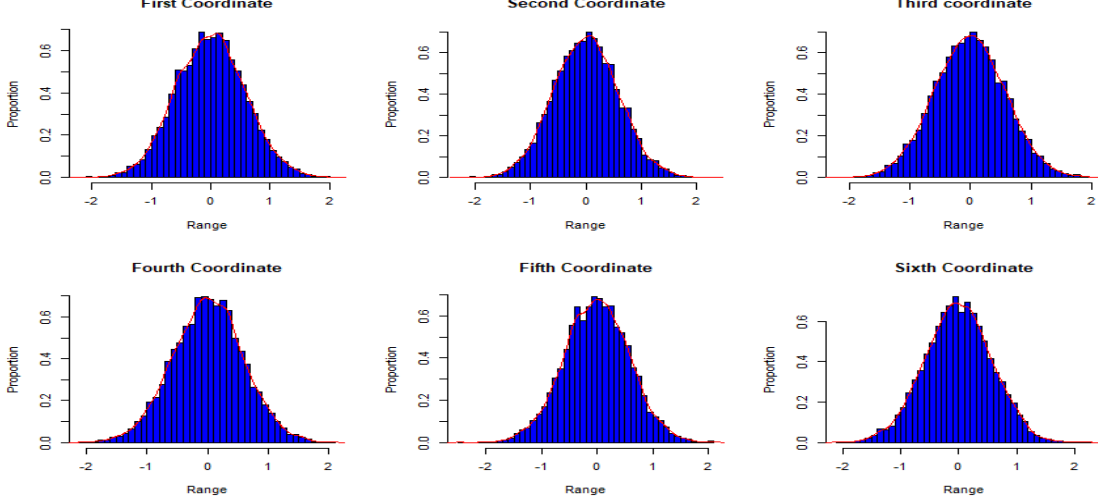 First Coordinate
Proportion
0.0 0.2 0.4 0.6
-2 -1 0 1 2
Range
Second Coordinate
Proportion
0.0 0.2 0.4 0.6
-2 -1 0 1 2
Range
Third coordinate
Proportion
0.0 0.2 0.4 0.6
-2 -1 0 1 2
Range
Fourth Coordinate
Proportion
0.0 0.2 0.4 0.6
-2 -1 0 1 2
Range
Fifth Coordinate
Proportion
0.0 0.2 0.4 0.6
-2 -1 0 1 2
Range
Sixth Coordinate
Proportion
0.0 0.2 0.4 0.6
-2 -1 0 1 2
Range